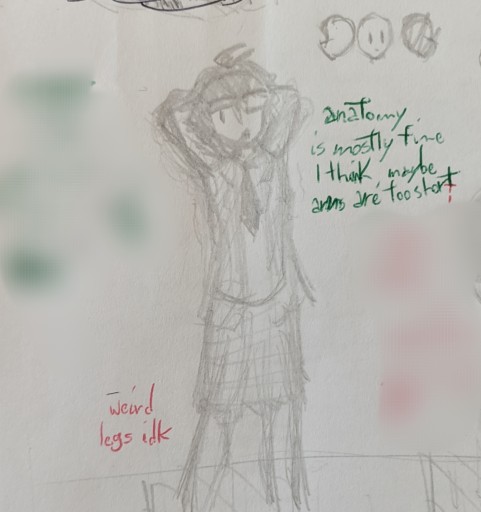 anatomy
is mostly fine
I think, maybe
arms are too short!
weird
legs idk